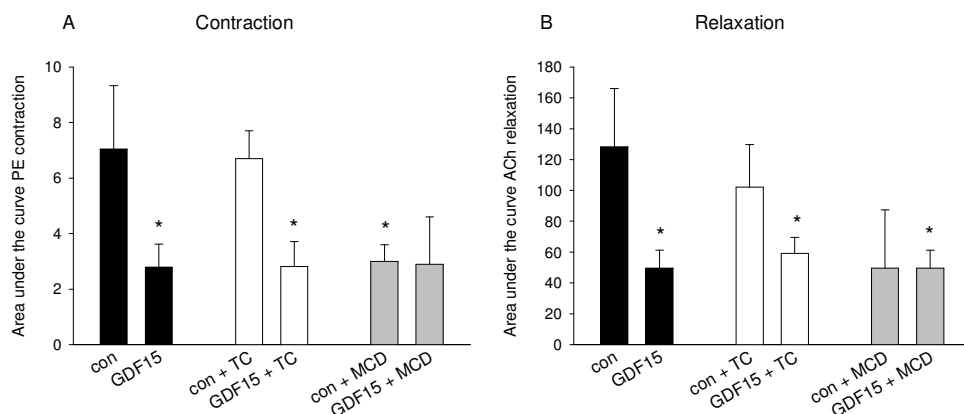 A
Contraction
Area under the curve PE contraction
10
8
6
4
2
0
*
*
*
con
GDF15
con + TC
GDF15 + TC
con + MCD
GDF15 + MCD
B
Relaxation
Area under the curve ACh relaxation
180
160
140
120
100
80
60
40
20
0
*
*
*
con
GDF15
con + TC
GDF15 + TC
con + MCD
GDF15 + MCD